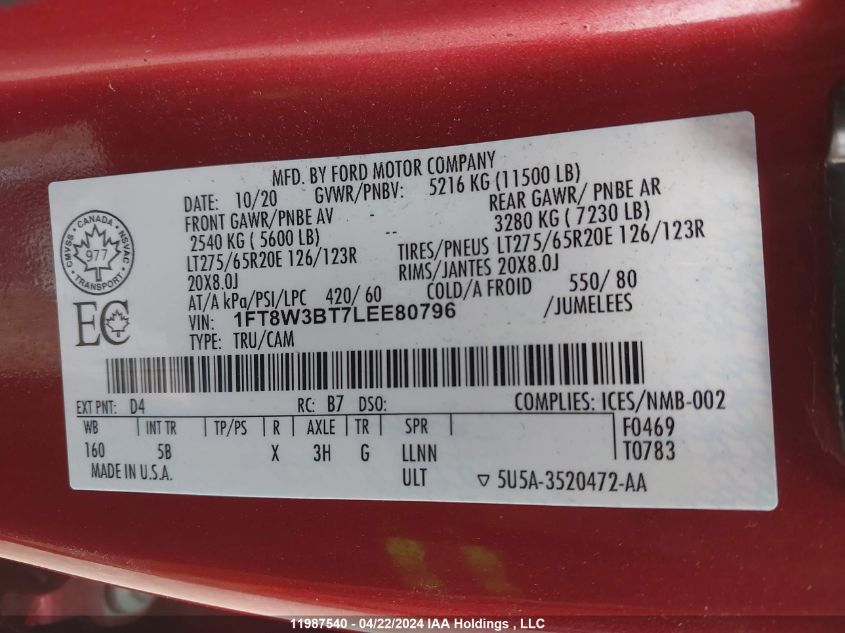 MFD. BY FORD MOTOR COMPANY
DATE: 10/20 GVWR/PNBV: 5216 KG (11500 LB)
FRONT GAWR/PNBE AV - REAR GAWR/ PNBE AR
2540 KG ( 5600 LB) -- 3280 KG ( 7230 LB)
LT275/65R20E 126/123R TIRES/PNEUS LT275/65R20E 126/123R
20X8.0J RIMS/JANTES 20X8.0J
AT/A kPa/PSI/LPC 420/ 60 COLD/A FROID 550/ 80
VIN: 1FT8W3BT7LEE80796 /JUMELEES
TYPE: TRU/CAM
CANADA
CMVSS NSVAC
977
TRANSPORT
EC
EXT PNT: D4 RC: B7 DSO: COMPLIES: ICES/NMB-002
WB INT TR TP/PS R AXLE TR SPR F0469
160 5B X 3H G LLNN T0783
MADE IN U.S.A. ULT ▽ 5U5A-3520472-AA
11987540 - 04/22/2024 IAA Holdings , LLC